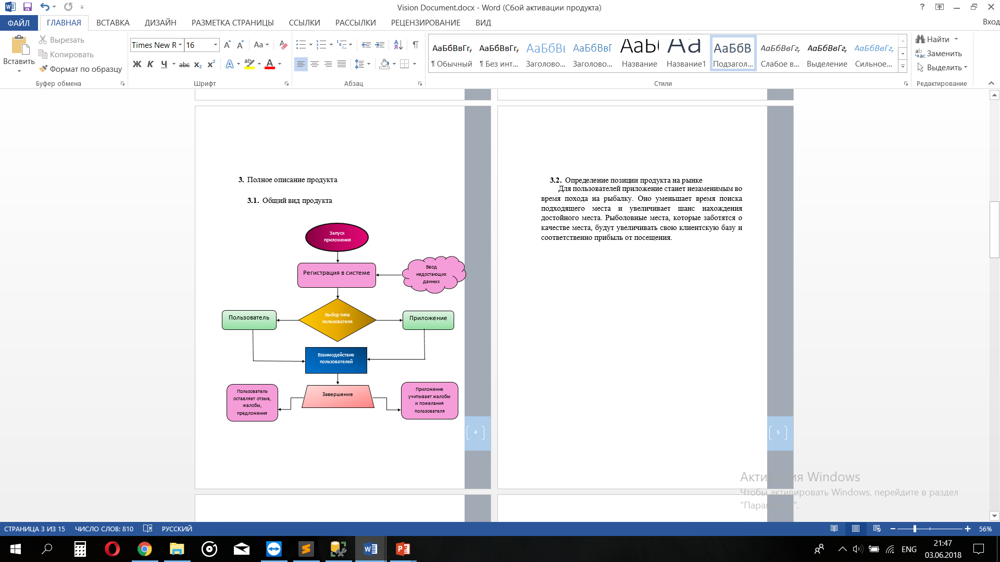 Vision Document.docx - Word (Сбой активации продукта)
?
ФАЙЛ ГЛАВНАЯ ВСТАВКА ДИЗАЙН РАЗМЕТКА СТРАНИЦЫ ССЫЛКИ РАССЫЛКИ РЕЦЕНЗИРОВАНИЕ ВИД Вход
Вставить
Вырезать
Копировать
Формат по образцу
Буфер обмена
Times New R 16
Aa
Ж К Ч abc x₂ x²
A ab A
Шрифт
Абзац
АаБбВвГг, ¶ Обычный
АаБбВвГг, ¶ Без инт...
АаБбВв Заголово...
АаБбВвГ Заголово...
АаЫ Название
Аа Название1
АаБбВ Подзагол...
АаБбВвГг, Слабое в...
АаБбВвГг, Выделение
АаБбВвГг, Сильное...
Стили
Найти
Заменить
Выделить
Редактирование
3. Полное описание продукта
3.1. Общий вид продукта
Запуск
приложения
Регистрация в системе
Ввод
недостающих
данных
Выбор типа
пользователя
Пользователь
Приложение
Взаимодействие
пользователей
Завершение
Пользователь
оставляет отзыв,
жалобы,
предложения
Приложение
учитывает жалобы
и пожелания
пользователя
4
3.2. Определение позиции продукта на рынке
Для пользователей приложение станет незаменимым во
время похода на рыбалку. Оно уменьшает время поиска
подходящего места и увеличивает шанс нахождения
достойного места. Рыболовные места, которые заботятся о
качестве места, будут увеличивать свою клиентскую базу и
соответственно прибыль от посещения.
5
Активация Windows
Чтобы активировать Windows, перейдите в раздел
СТРАНИЦА 3 ИЗ 15 ЧИСЛО СЛОВ: 810 РУССКИЙ 56%
ENG
21:47
03.06.2018